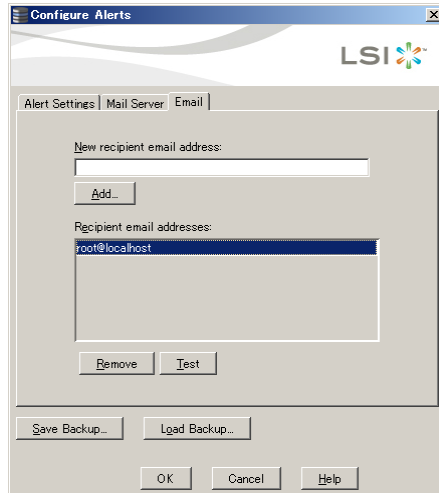 Configure Alerts
LSI
Alert Settings
Mail Server
Email
New recipient email address:
Add...
Recipient email addresses:
root@localhost
Remove
Test
Save Backup...
Load Backup...
OK
Cancel
Help